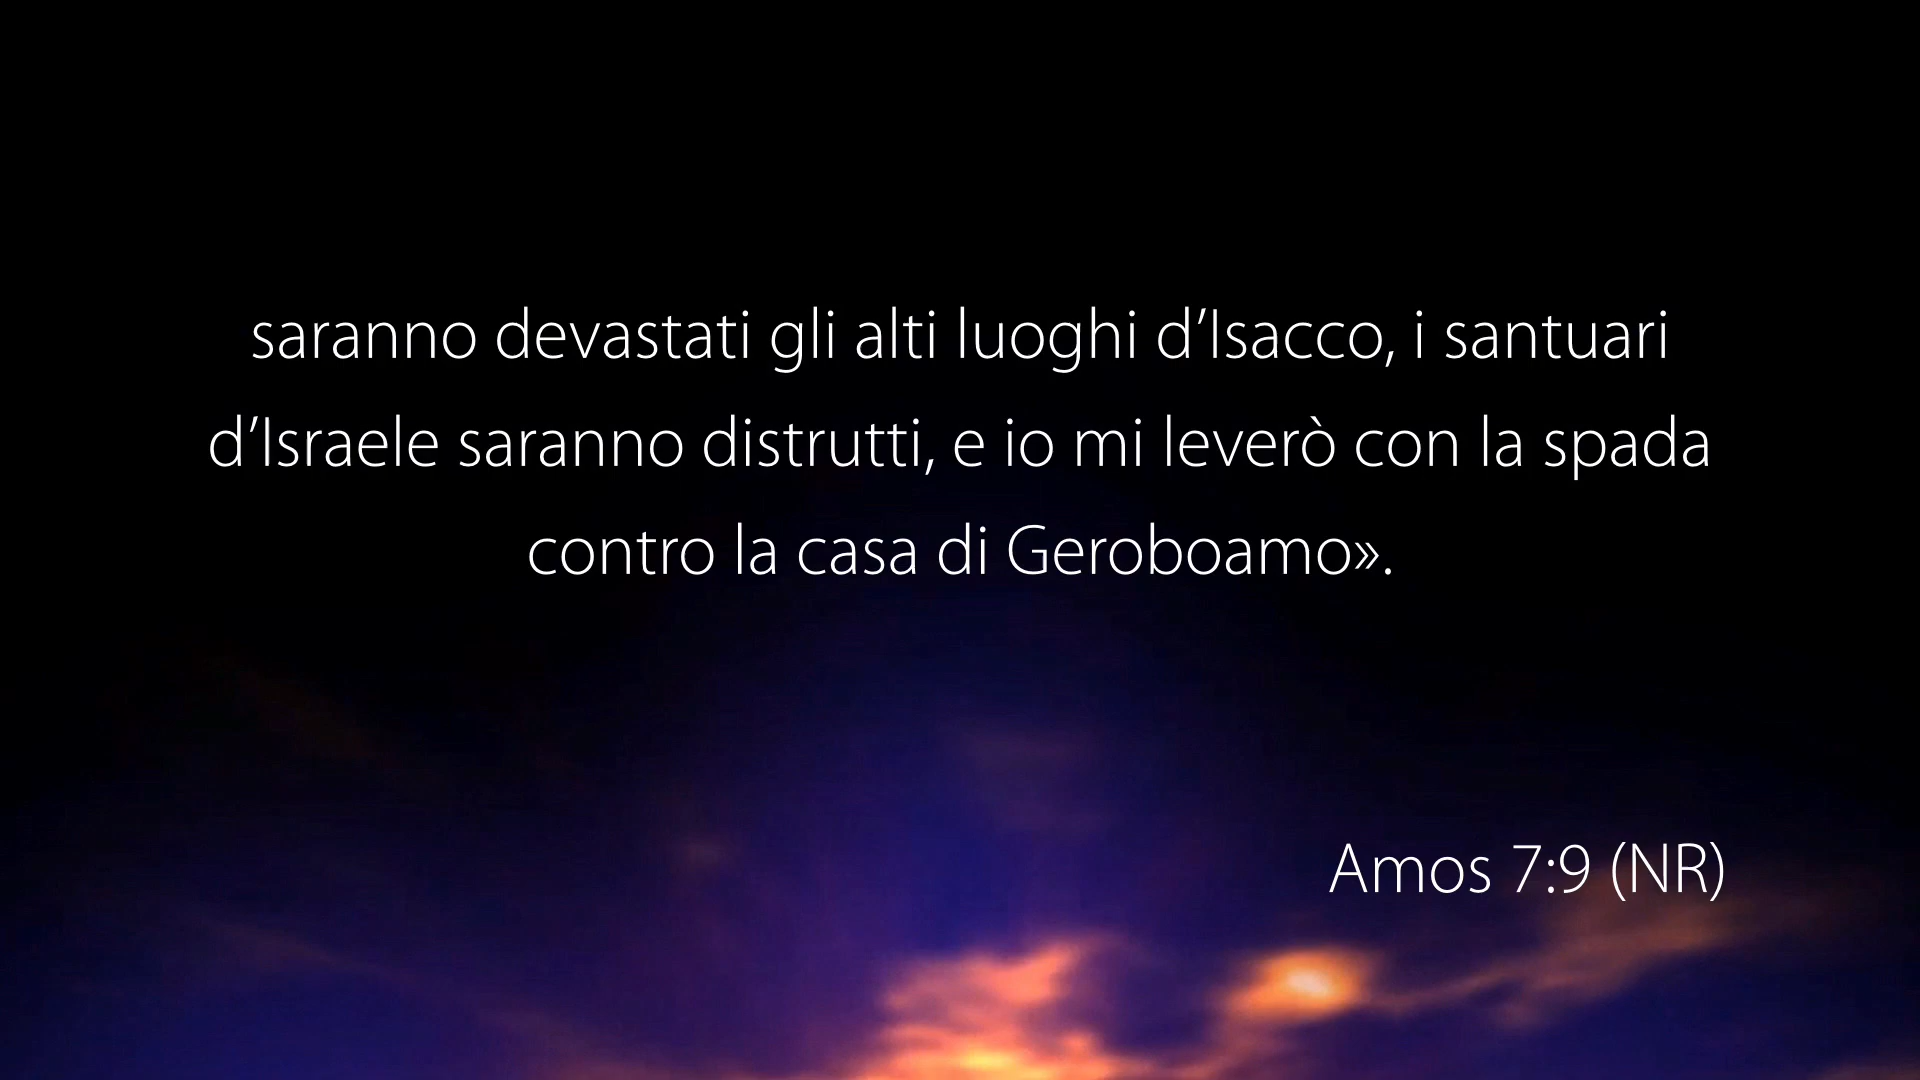 saranno devastati gli alti luoghi d’Isacco, i santuari
d’Israele saranno distrutti, e io mi leverò con la spada
contro la casa di Geroboamo».
Amos 7:9 (NR)